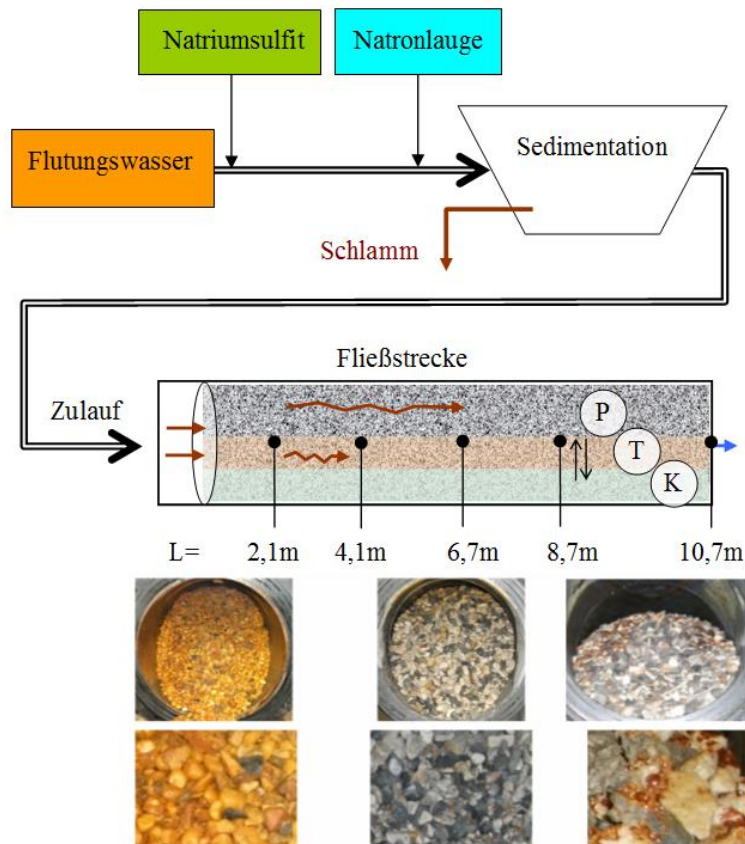 Natriumsulfit
Natronlauge
Flutungswasser
Sedimentation
Schlamm
Fließstrecke
Zulauf
P
T
K
L= 2,1m 4,1m 6,7m 8,7m 10,7m